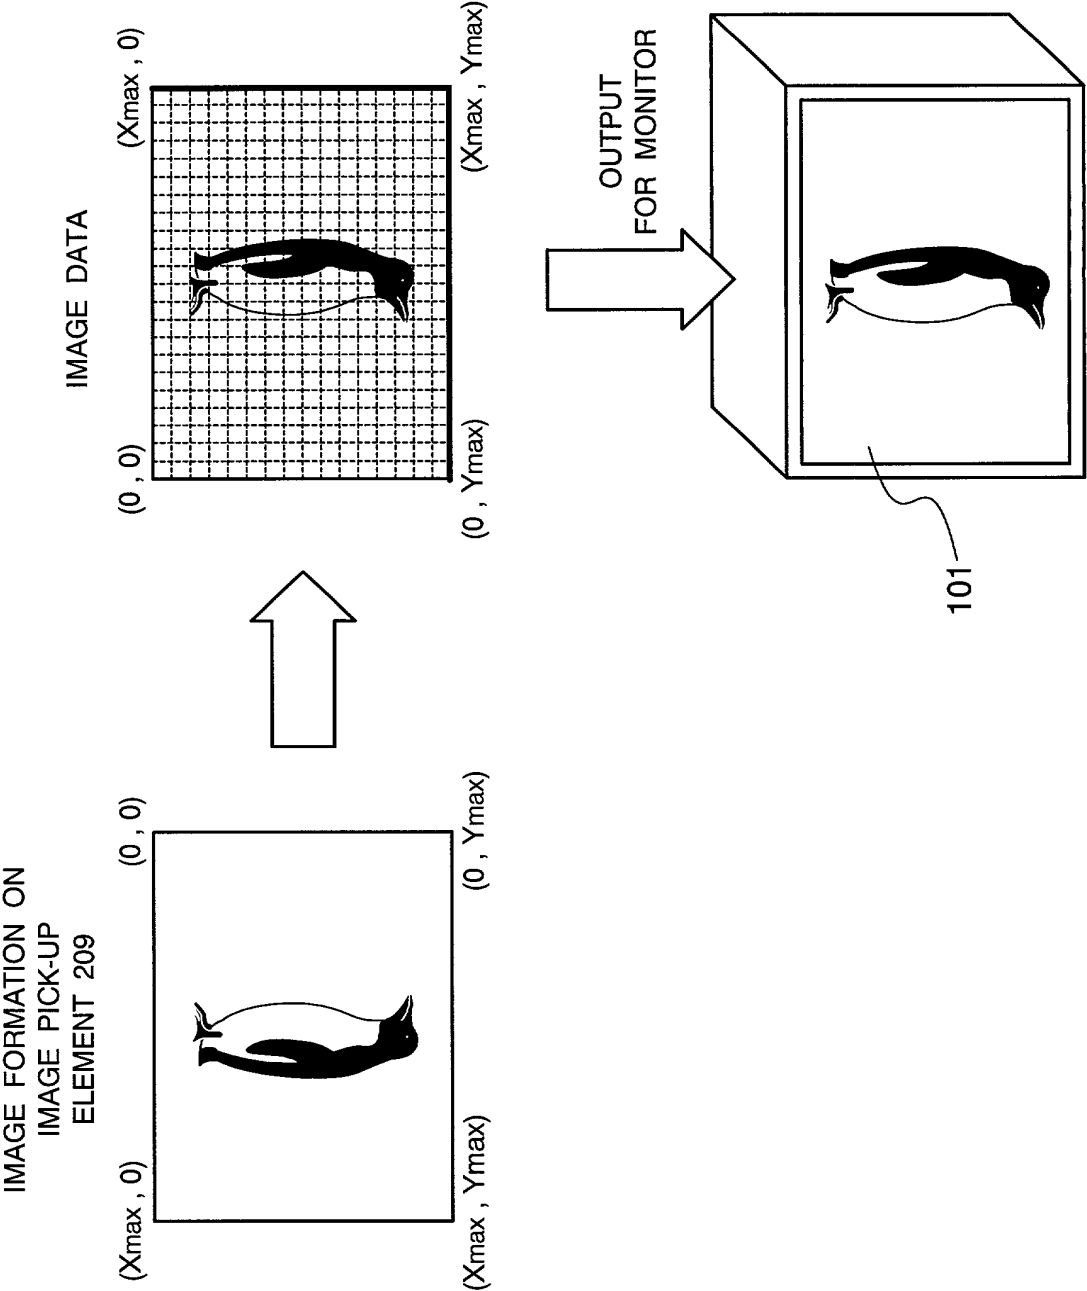 IMAGE FORMATION ON
IMAGE PICK-UP
ELEMENT 209
(Xmax , 0)
(0 , 0)
(Xmax , Ymax)
(0 , Ymax)
IMAGE DATA
(0 , 0)
(Xmax , 0)
(0 , Ymax)
(Xmax , Ymax)
OUTPUT
FOR MONITOR
101